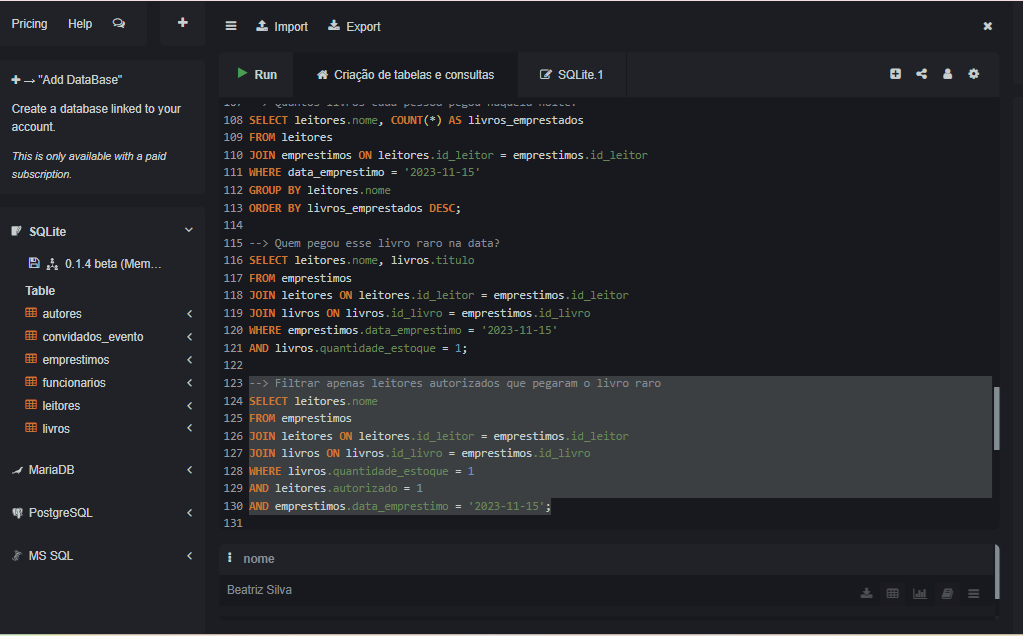 Pricing Help
Import Export
Run Criação de tabelas e consultas SQLite.1
"Add DataBase"
Create a database linked to your
account.
This is only available with a paid
subscription.
SQLite
0.1.4 beta (Mem...
Table
autores
convidados_evento
emprestimos
funcionarios
leitores
livros
MariaDB
PostgreSQL
MS SQL
107 --> Quantos livros cada pessoa pegou naquela noite?
108 SELECT leitores.nome, COUNT(*) AS livros_emprestados
109 FROM leitores
110 JOIN emprestimos ON leitores.id_leitor = emprestimos.id_leitor
111 WHERE data_emprestimo = '2023-11-15'
112 GROUP BY leitores.nome
113 ORDER BY livros_emprestados DESC;
114
115 --> Quem pegou esse livro raro na data?
116 SELECT leitores.nome, livros.titulo
117 FROM emprestimos
118 JOIN leitores ON leitores.id_leitor = emprestimos.id_leitor
119 JOIN livros ON livros.id_livro = emprestimos.id_livro
120 WHERE emprestimos.data_emprestimo = '2023-11-15'
121 AND livros.quantidade_estoque = 1;
122
123 --> Filtrar apenas leitores autorizados que pegaram o livro raro
124 SELECT leitores.nome
125 FROM emprestimos
126 JOIN leitores ON leitores.id_leitor = emprestimos.id_leitor
127 JOIN livros ON livros.id_livro = emprestimos.id_livro
128 WHERE livros.quantidade_estoque = 1
129 AND leitores.autorizado = 1
130 AND emprestimos.data_emprestimo = '2023-11-15';
131
nome
Beatriz Silva